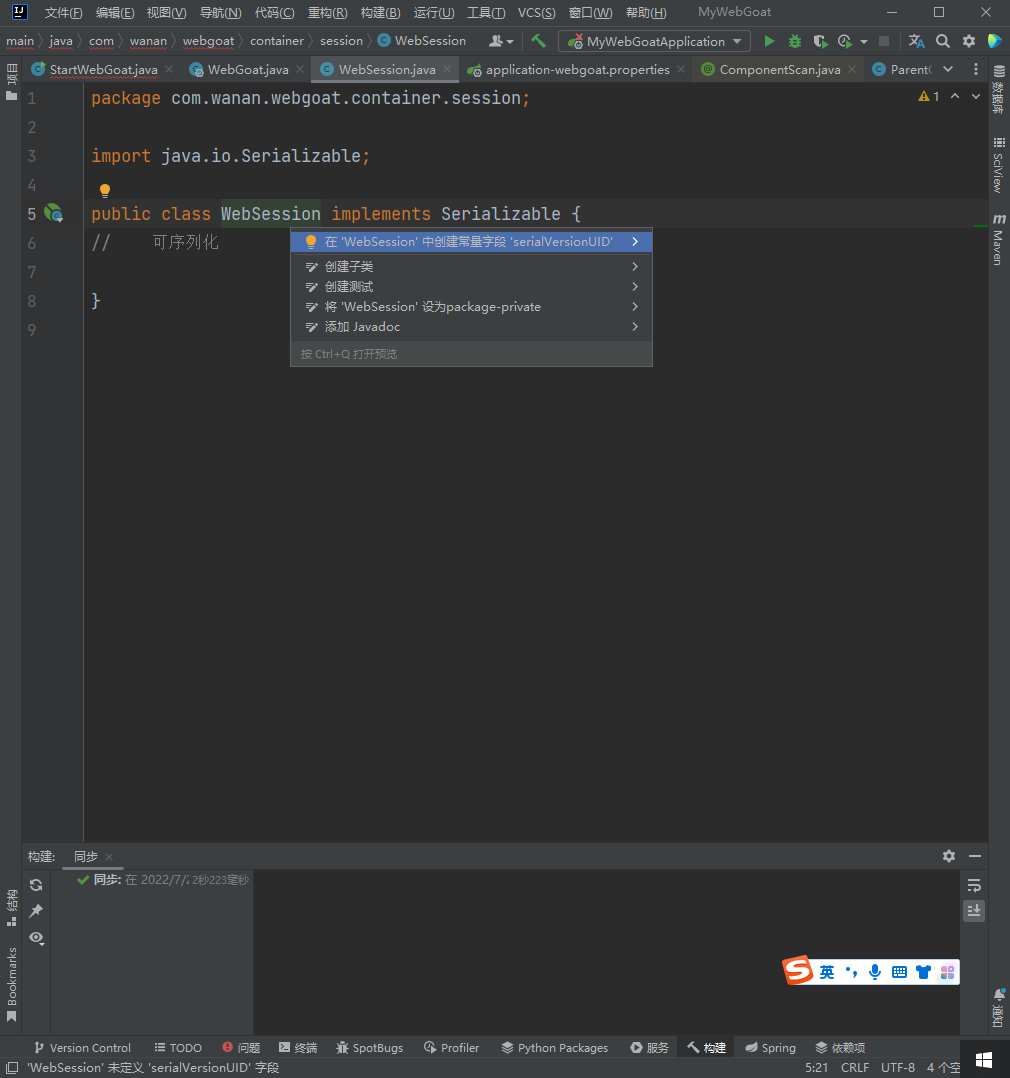 文件(F) 编辑(E) 视图(V) 导航(N) 代码(C) 重构(R) 构建(B) 运行(U) 工具(T) VCS(S) 窗口(W) 帮助(H) MyWebGoat
main java com wanan webgoat container session WebSession MyWebGoatApplication
StartWebGoat.java WebGoat.java WebSession.java application-webgoat.properties ComponentScan.java
1 package com.wanan.webgoat.container.session;
1
2
3 import java.io.Serializable;
4
5 public class WebSession implements Serializable {
6 // 可序列化
7
8 }
9
在 'WebSession' 中创建常量字段 'serialVersionUID'
创建子类
创建测试
将 'WebSession' 设为package-private
添加 Javadoc
按 Ctrl+Q 打开预览
项目
结构
Bookmarks
数据库
SciView
Maven
通知
构建: 同步
同步: 在 2022/7/ 2秒223毫秒
英
Version Control TODO 问题 终端 SpotBugs Profiler Python Packages 服务 构建 Spring 依赖项
'WebSession' 未定义 'serialVersionUID' 字段 5:21 CRLF UTF-8 4 个空